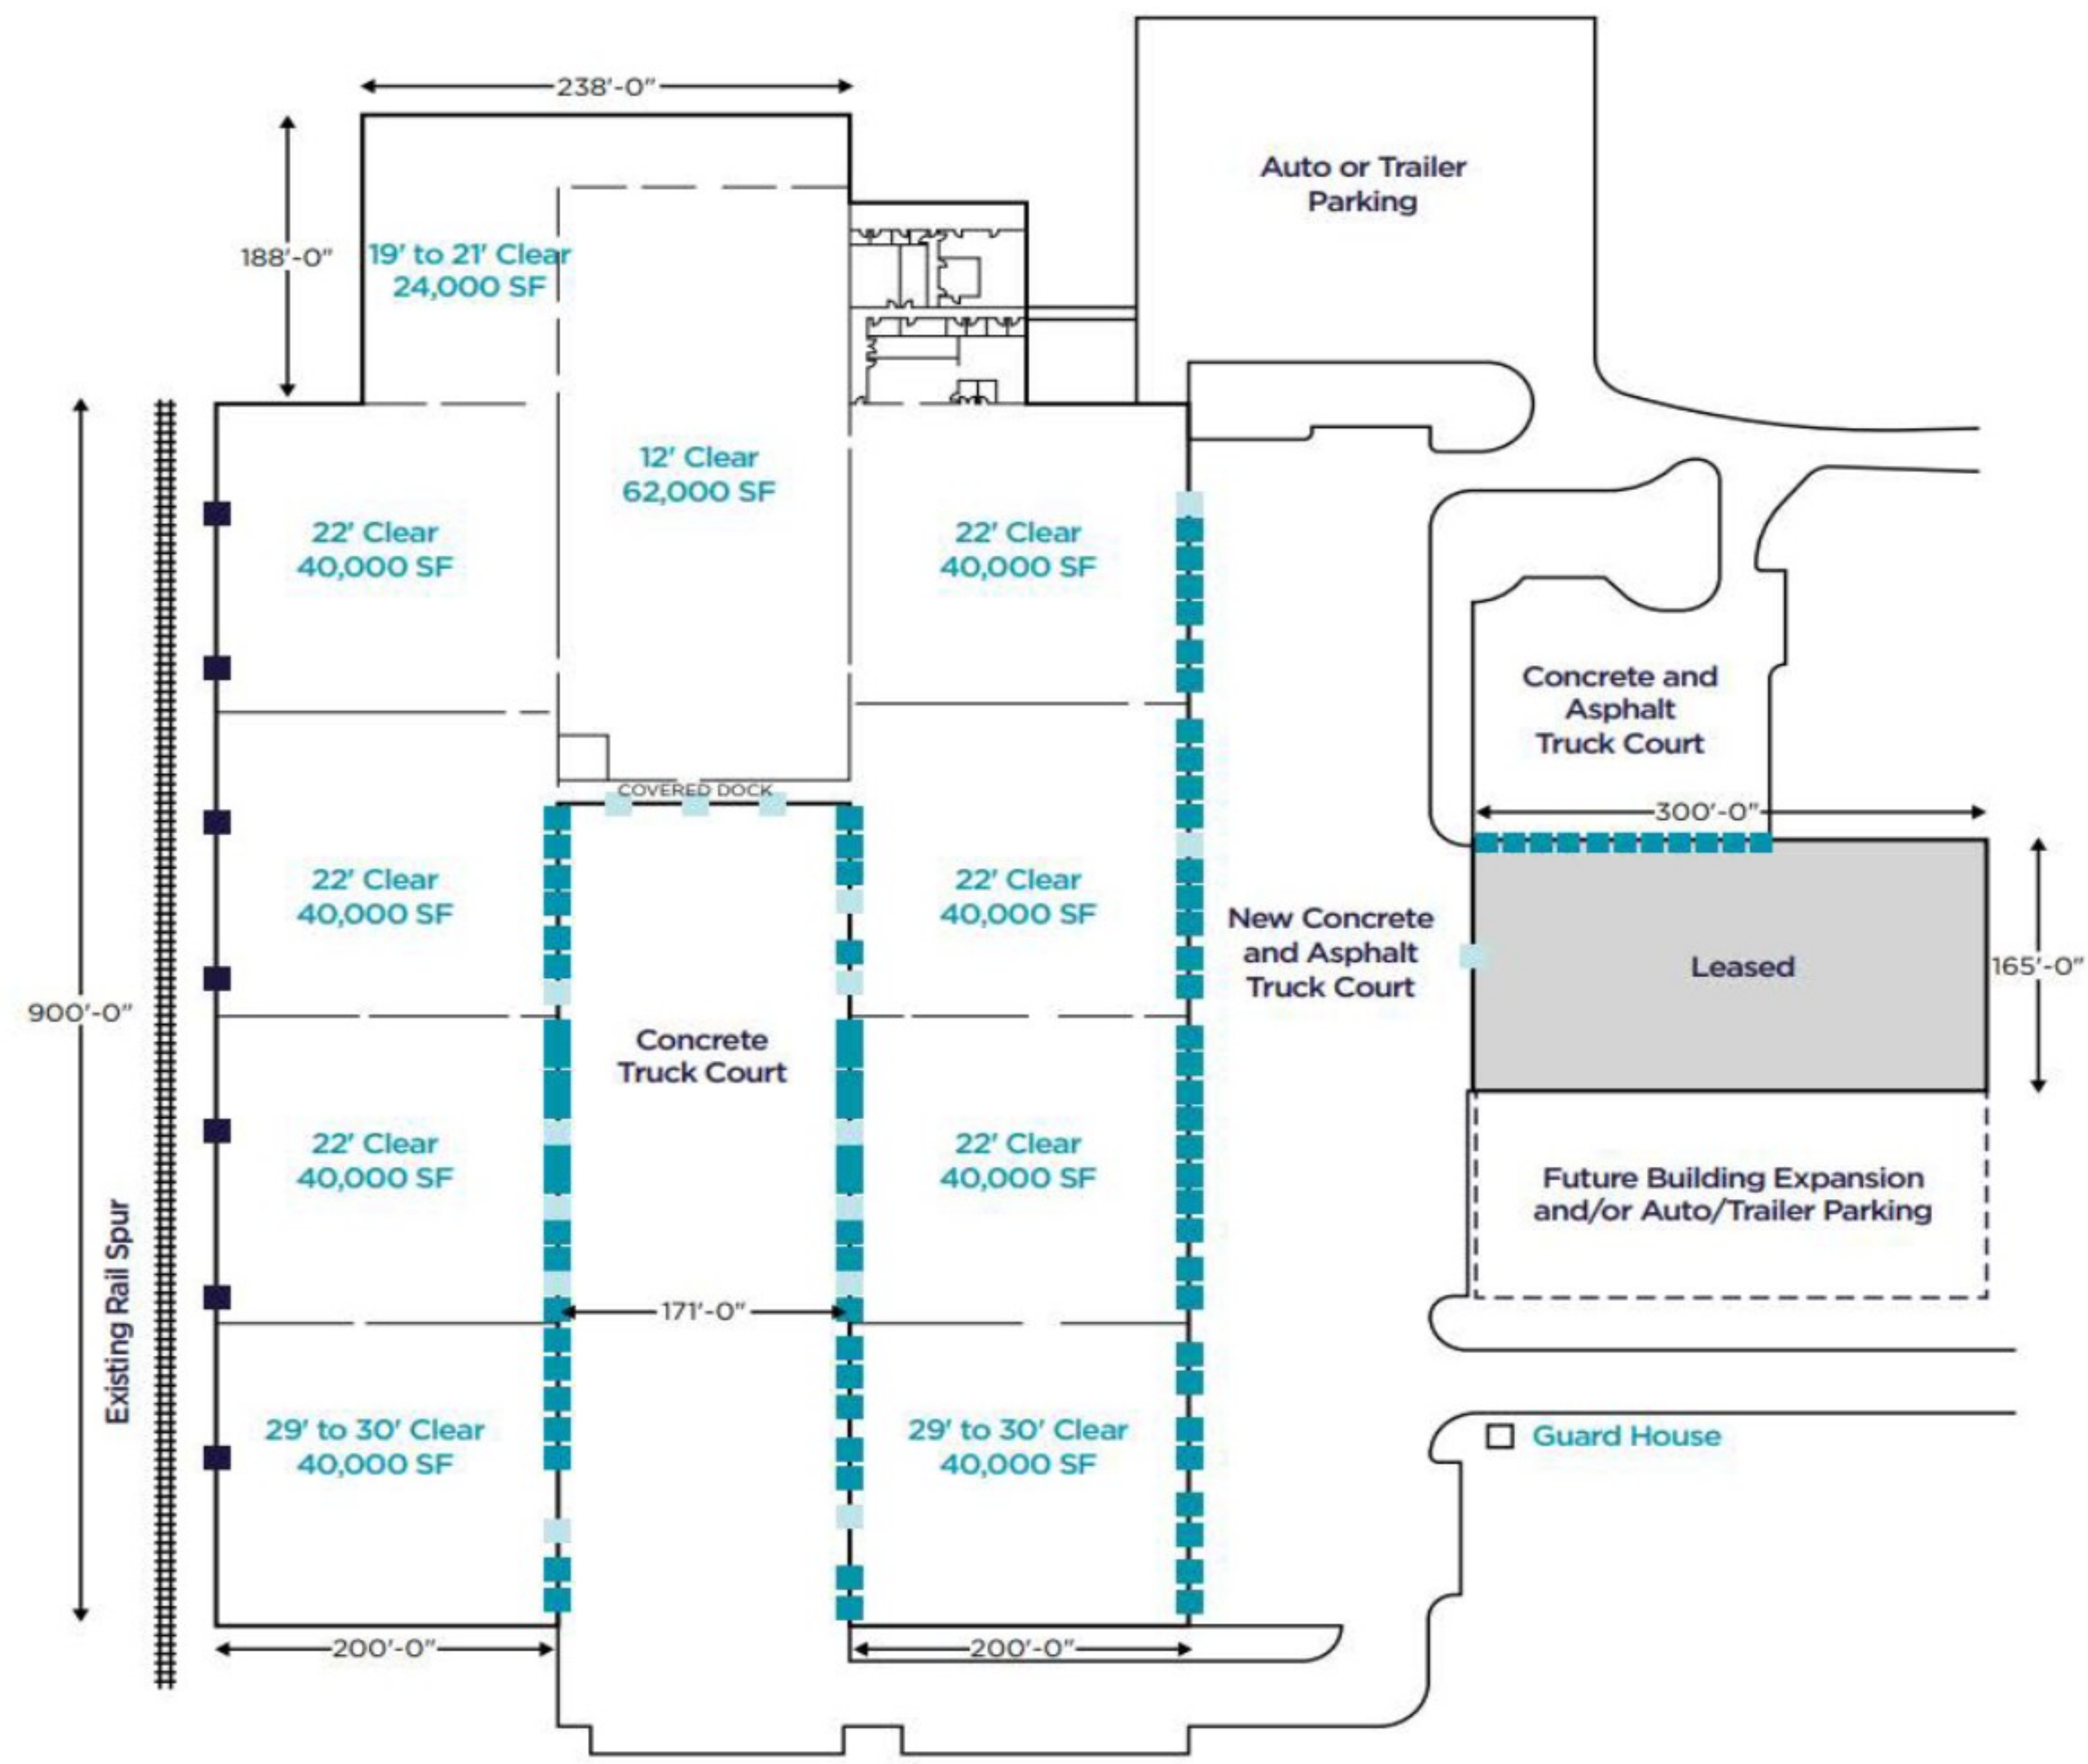 238'-0"
Auto or Trailer
Parking
188'-0"
19' to 21' Clear
24,000 SF
12' Clear
62,000 SF
22' Clear
40,000 SF
22' Clear
40,000 SF
Concrete and
Asphalt
Truck Court
COVERED DOCK
300'-0"
22' Clear
40,000 SF
22' Clear
40,000 SF
New Concrete
and Asphalt
Truck Court
Leased
165'-0"
900'-0"
Concrete
Truck Court
22' Clear
40,000 SF
22' Clear
40,000 SF
Future Building Expansion
and/or Auto/Trailer Parking
Existing Rail Spur
171'-0"
29' to 30' Clear
40,000 SF
29' to 30' Clear
40,000 SF
Guard House
200'-0"
200'-0"